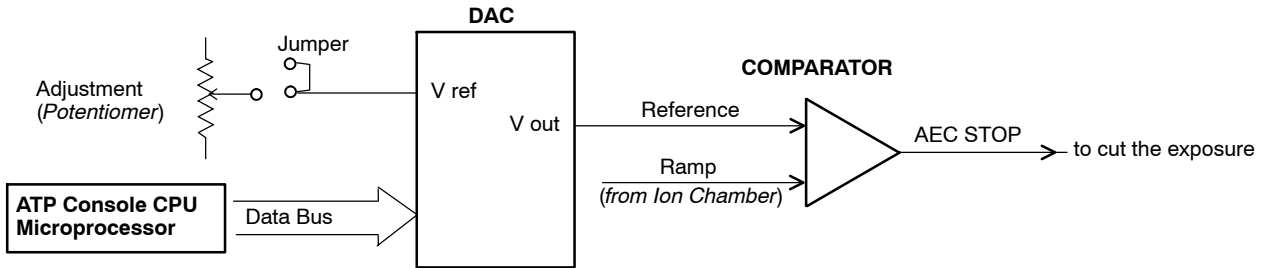 DAC
Jumper
COMPARATOR
Adjustment
(Potentiomer)
V ref
V out
Reference
AEC STOP
to cut the exposure
Ramp
(from Ion Chamber)
ATP Console CPU
Microprocessor
Data Bus